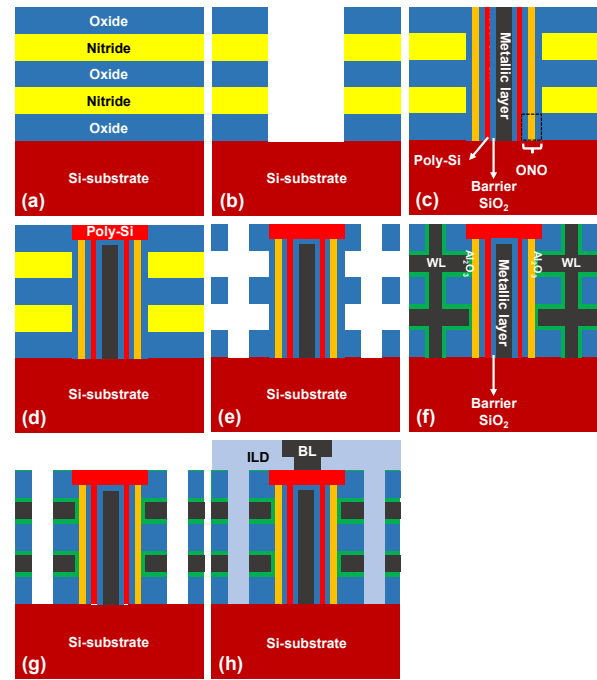 Oxide
Nitride
Oxide
Nitride
Oxide
Si-substrate
(a)
Si-substrate
(b)
Metallic layer
Poly-Si
ONO
Barrier
SiO₂
(c)
Poly-Si
Si-substrate
(d)
Si-substrate
(e)
WL
Al₂O₃
Metallic layer
Al₂O₃
WL
Barrier
SiO₂
(f)
Si-substrate
(g)
BL
ILD
Si-substrate
(h)